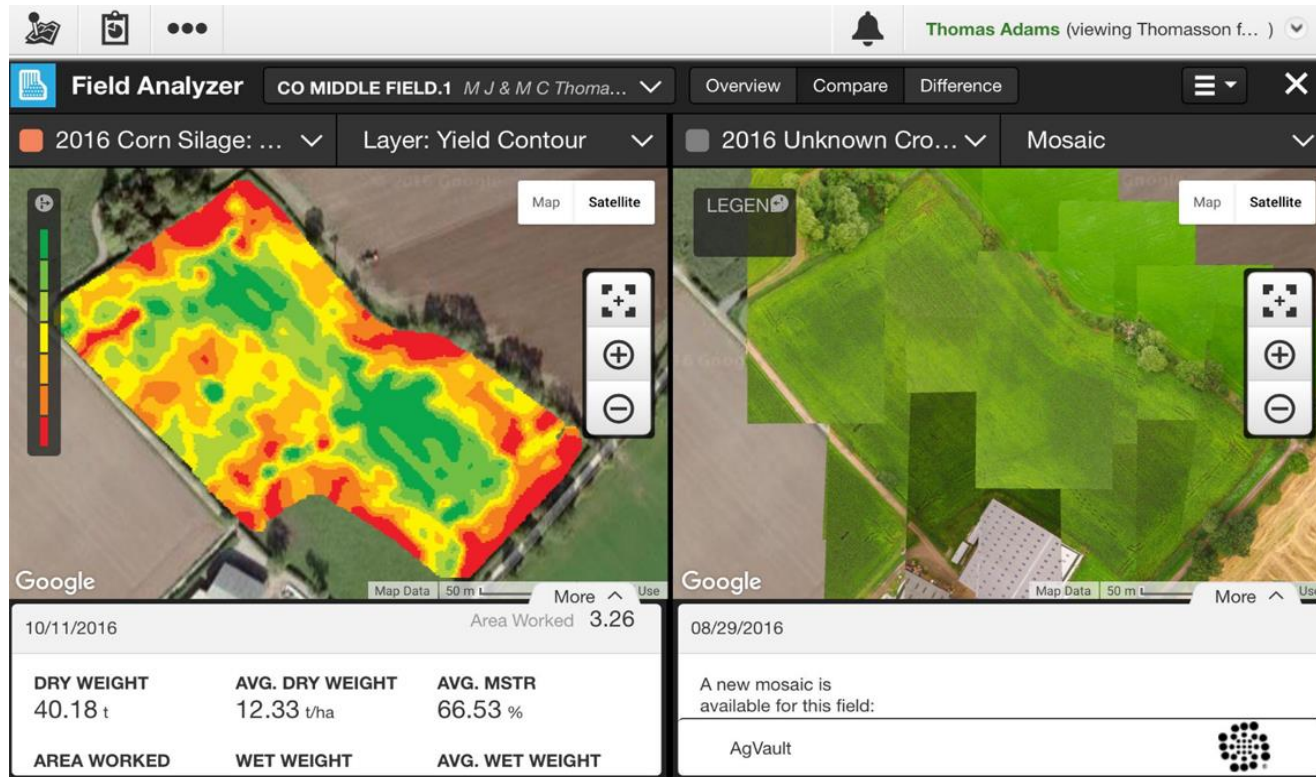 Thomas Adams (viewing Thomasson f... )
Field Analyzer
CO MIDDLE FIELD.1 M J & M C Thoma...
Overview Compare Difference
2016 Corn Silage: ...
Layer: Yield Contour
2016 Unknown Cro...
Mosaic
Map Satellite
LEGEN
Map Satellite
Google
Map Data 50 m Use
More
Google
Map Data 50 m
More
10/11/2016
Area Worked 3.26
08/29/2016
DRY WEIGHT
40.18 t
AVG. DRY WEIGHT
12.33 t/ha
AVG. MSTR
66.53 %
AREA WORKED
WET WEIGHT
AVG. WET WEIGHT
A new mosaic is
available for this field:
AgVault